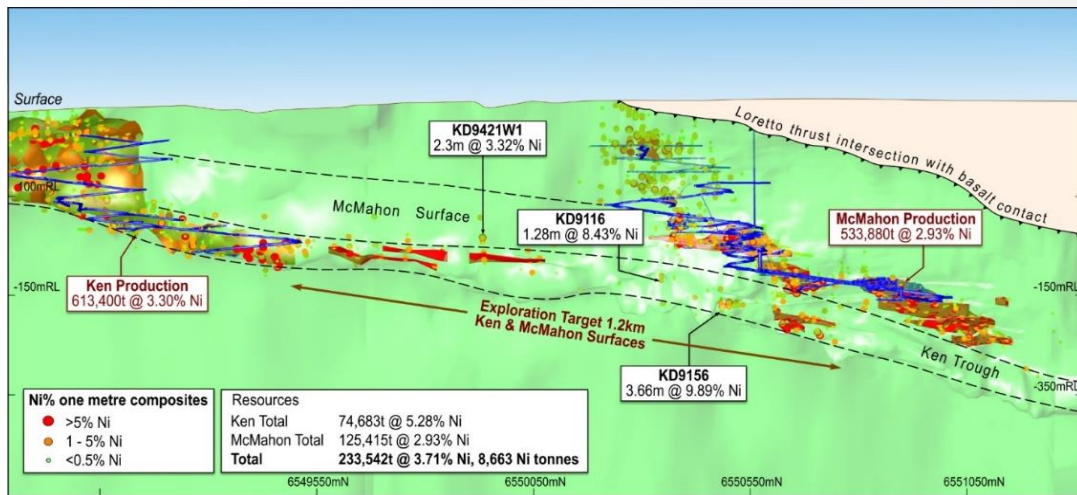 Surface
KD9421W1
2.3m @ 3.32% Ni
Loretto thrust intersection with basalt contact
100mRL
McMahon Surface
KD9116
1.28m @ 8.43% Ni
McMahon Production
533,880t @ 2.93% Ni
Ken Production
613,400t @ 3.30% Ni
-150mRL
-150mRL
Exploration Target 1.2km
Ken & McMahon Surfaces
Ken Trough
KD9156
3.66m @ 9.89% Ni
-350mRL
Ni% one metre composites
>5% Ni
1 - 5% Ni
<0.5% Ni
Resources
Ken Total 74,683t @ 5.28% Ni
McMahon Total 125,415t @ 2.93% Ni
Total 233,542t @ 3.71% Ni, 8,663 Ni tonnes
6549550mN
6550050mN
6550550mN
6551050mN